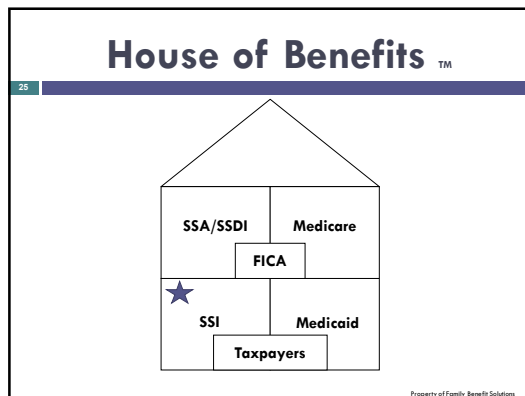 House of Benefits TM
25
SSA/SSDI Medicare
FICA
SSI Medicaid
Taxpayers
Property of Family Benefit Solutions